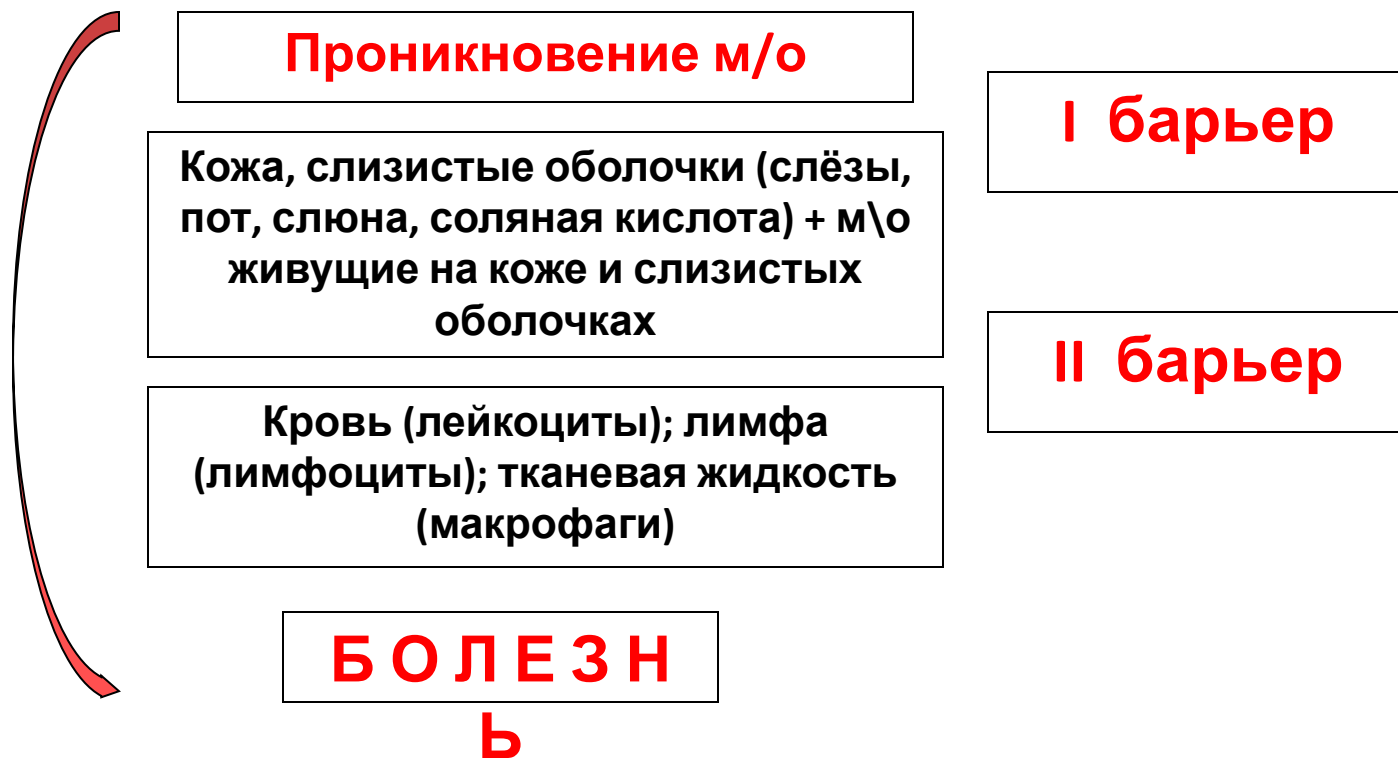 Проникновение м/о
I барьер
Кожа, слизистые оболочки (слёзы,
пот, слюна, соляная кислота) + м\о
живущие на коже и слизистых
оболочках
II барьер
Кровь (лейкоциты); лимфа
(лимфоциты); тканевая жидкость
(макрофаги)
Б О Л Е З Н
Ь